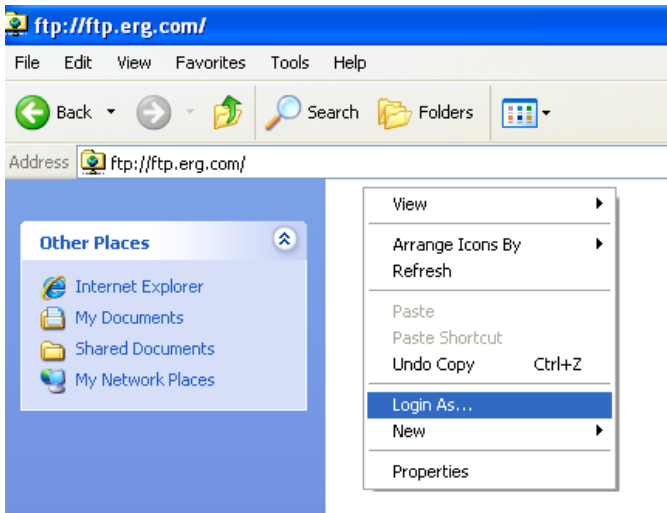 ftp://ftp.erg.com/
File Edit View Favorites Tools Help
Back Search Folders
Address ftp://ftp.erg.com/
Other Places
Internet Explorer
My Documents
Shared Documents
My Network Places
View
Arrange Icons By
Refresh
Paste
Paste Shortcut
Undo Copy Ctrl+Z
Login As...
New
Properties